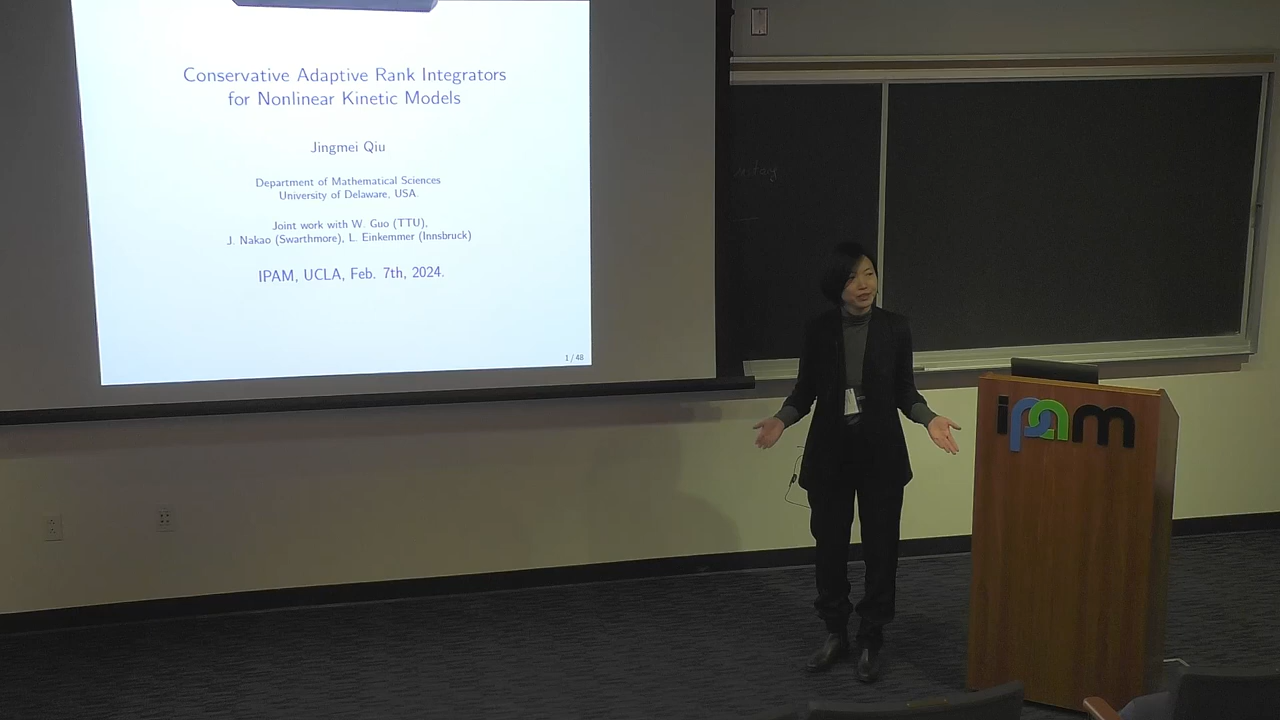 Conservative Adaptive Rank Integrators
for Nonlinear Kinetic Models
Jingmei Qiu
Department of Mathematical Sciences
University of Delaware, USA.
Joint work with W. Guo (TTU),
J. Nakao (Swarthmore), L. Einkemmer (Innsbruck)
IPAM, UCLA, Feb. 7th, 2024.
1 / 48
ipam